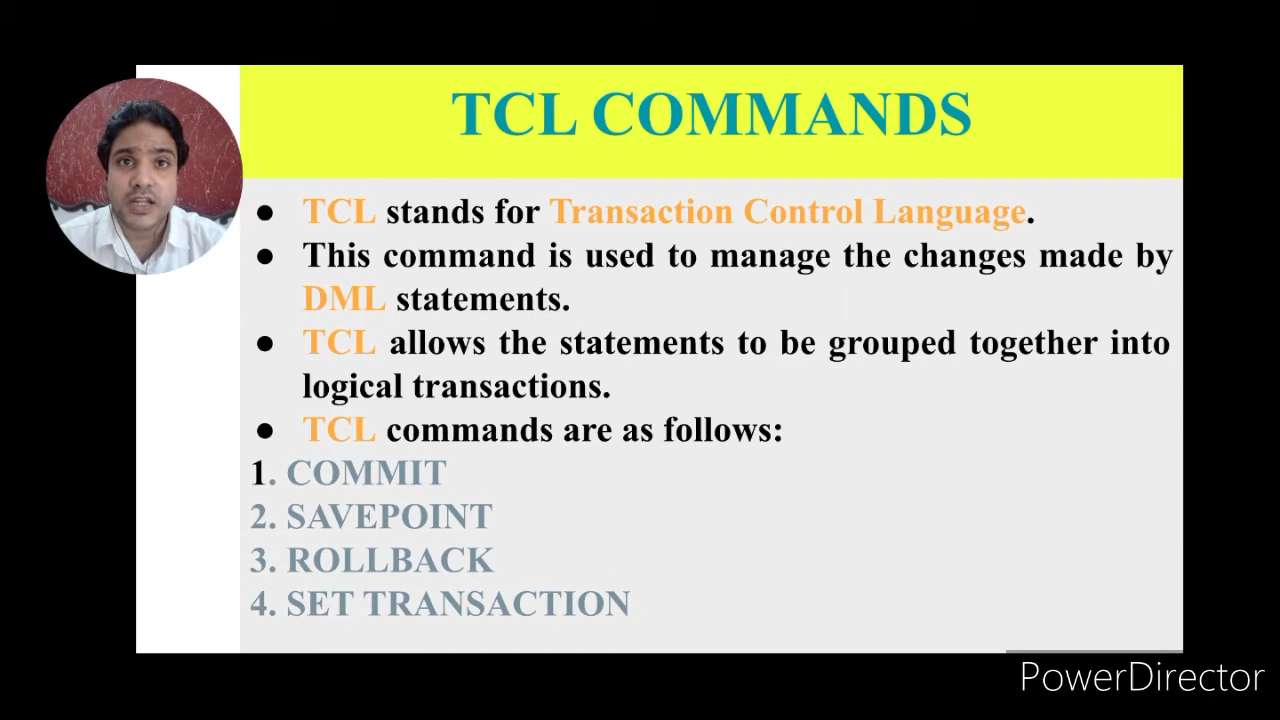 TCL COMMANDS
● TCL stands for Transaction Control Language.
● This command is used to manage the changes made by
DML statements.
● TCL allows the statements to be grouped together into
logical transactions.
● TCL commands are as follows:
1. COMMIT
2. SAVEPOINT
3. ROLLBACK
4. SET TRANSACTION
PowerDirector